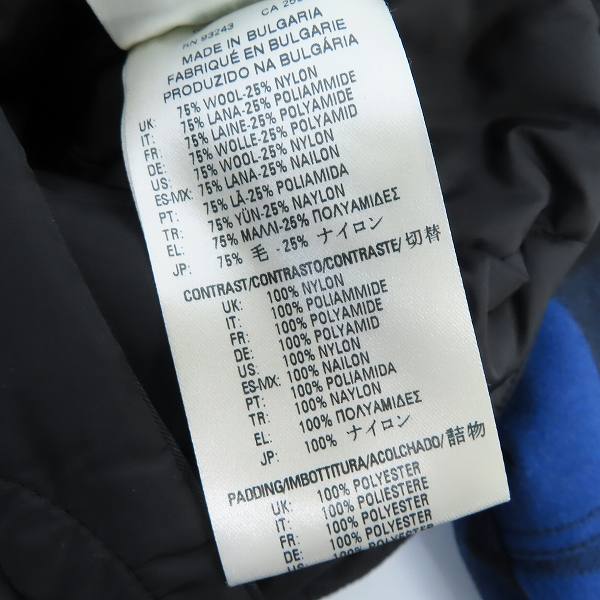 RN 93243 CA
MADE IN BULGARIA
FABRIQUÉ EN BULGARIE
PRODUZIDO NA BULGÁRIA
UK: 75% WOOL-25% NYLON
IT: 75% LANA-25% POLIAMMIDE
FR: 75% LAINE-25% POLYAMIDE
DE: 75% WOLLE-25% POLYAMID
US: 75% WOOL-25% NYLON
ES-MX: 75% LANA-25% NAILON
PT: 75% LÃ-25% POLIAMIDA
TR: 75% YÜN-25% NAYLON
EL: 75% ΜΑΛΛΙ-25% ΠΟΛΥΑΜΙΔΕΣ
JP: 75% 毛 - 25% ナイロン
CONTRAST/CONTRASTO/CONTRASTE/切替
UK: 100% NYLON
IT: 100% POLIAMMIDE
FR: 100% POLYAMIDE
DE: 100% POLYAMID
US: 100% NYLON
ES-MX: 100% NAILON
PT: 100% POLIAMIDA
TR: 100% NAYLON
EL: 100% ΠΟΛΥΑΜΙΔΕΣ
JP: 100% ナイロン
PADDING/IMBOTTITURA/ACOLCHADO/詰物
UK: 100% POLYESTER
IT: 100% POLIESTERE
FR: 100% POLYESTER
DE: 100% POLYESTER
US: 100% POLYESTER